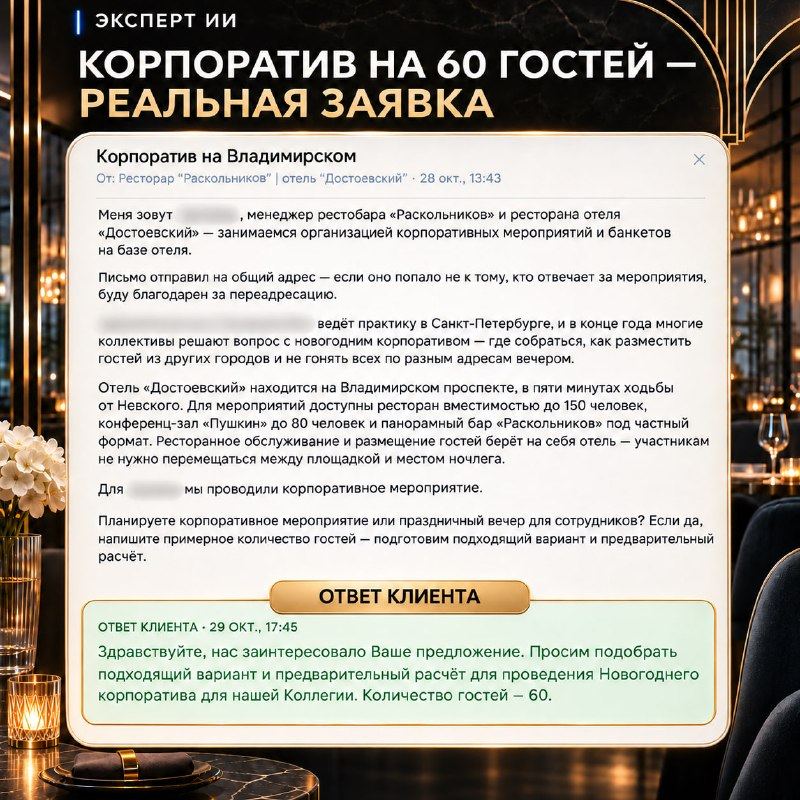 ЭКСПЕРТ ИИ
КОРПОРАТИВ НА 60 ГОСТЕЙ –
РЕАЛЬНАЯ ЗАЯВКА
Корпоратив на Владимирском
От: Ресторар "Раскольников" | отель "Достоевский" · 28 окт., 13:43
Меня зовут , менеджер рестобара «Раскольников» и ресторана отеля
«Достоевский» — занимаемся организацией корпоративных мероприятий и банкетов
на базе отеля.
Письмо отправил на общий адрес — если оно попало не к тому, кто отвечает за мероприятия,
буду благодарен за переадресацию.
ведёт практику в Санкт-Петербурге, и в конце года многие
коллективы решают вопрос с новогодним корпоративом — где собраться, как разместить
гостей из других городов и не гонять всех по разным адресам вечером.
Отель «Достоевский» находится на Владимирском проспекте, в пяти минутах ходьбы
от Невского. Для мероприятий доступны ресторан вместимостью до 150 человек,
конференц-зал «Пушкин» до 80 человек и панорамный бар «Раскольников» под частный
формат. Ресторанное обслуживание и размещение гостей берёт на себя отель — участникам
не нужно перемещаться между площадкой и местом ночлега.
Для мы проводили корпоративное мероприятие.
Планируете корпоративное мероприятие или праздничный вечер для сотрудников? Если да,
напишите примерное количество гостей — подготовим подходящий вариант и предварительный
расчёт.
ОТВЕТ КЛИЕНТА
ОТВЕТ КЛИЕНТА · 29 ОКТ., 17:45
Здравствуйте, нас заинтересовало Ваше предложение. Просим подобрать
подходящий вариант и предварительный расчёт для проведения Новогоднего
корпоратива для нашей Коллегии. Количество гостей – 60.